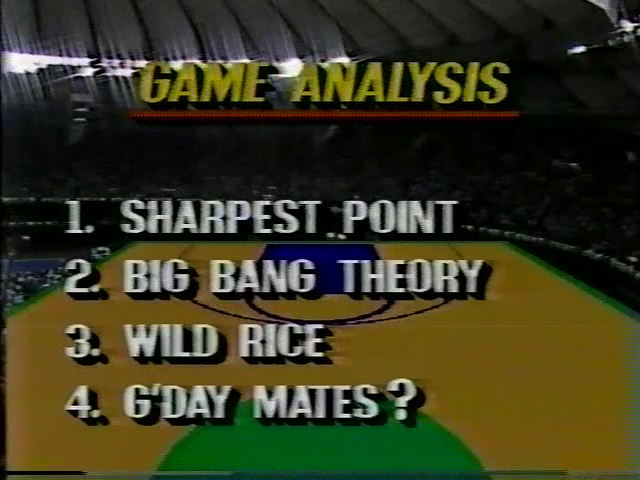 GAME ANALYSIS
1. SHARPEST POINT
2. BIG BANG THEORY
3. WILD RICE
4. G'DAY MATES?